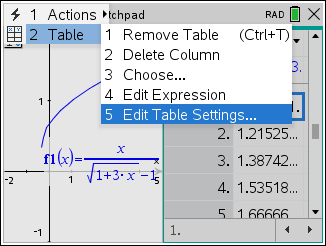 1 Actions ▸ tchpad RAD
2 Table
1 Remove Table (Ctrl+T)
2 Delete Column
3 Choose...
4 Edit Expression
5 Edit Table Settings...
3.
1.
2. 1.21525
3. 1.38742
4. 1.53518
5. 1.66666
1.
1
f1(x)=x/(√(1+3·x)-1)
-2
5